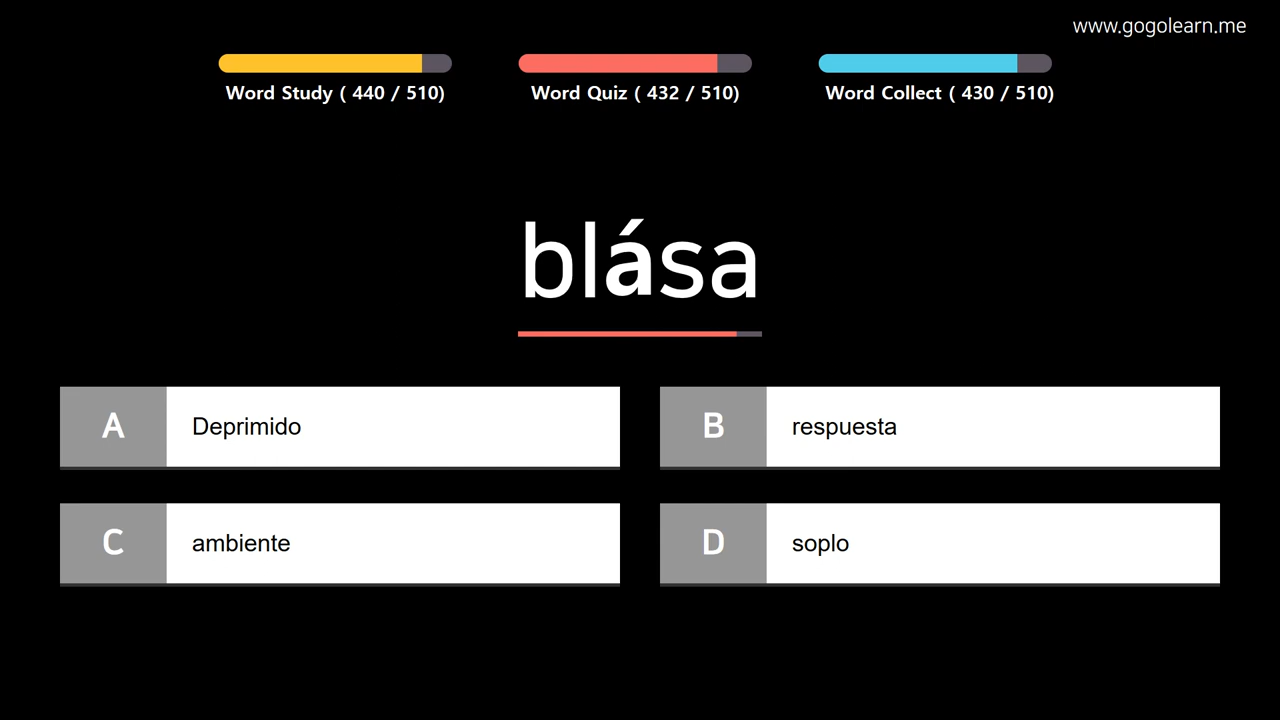 www.gogolearn.me
Word Study ( 440 / 510)
Word Quiz ( 432 / 510)
Word Collect ( 430 / 510)
blása
A Deprimido
B respuesta
C ambiente
D soplo